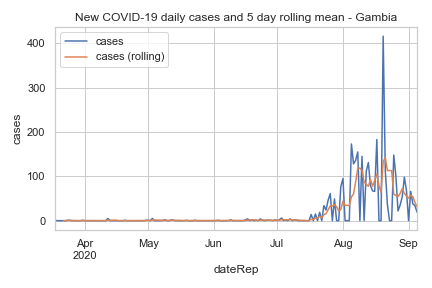 New COVID-19 daily cases and 5 day rolling mean - Gambia
cases
cases (rolling)
400
300
200
100
0
cases
Apr
2020
May
Jun
Jul
Aug
Sep
dateRep